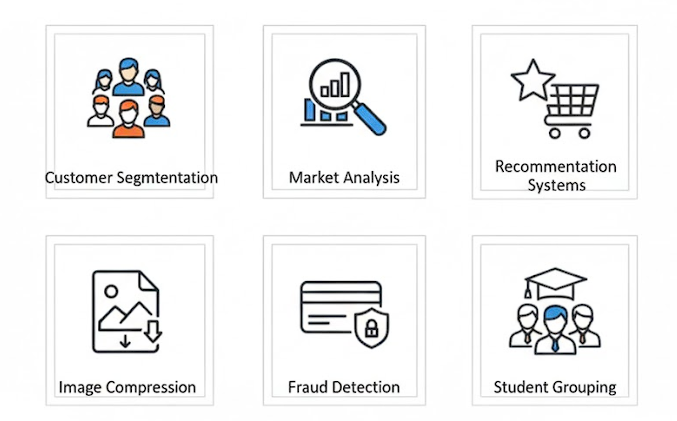 Customer Segmtentation
Market Analysis
Recommentation
Systems
Image Compression
Fraud Detection
Student Grouping